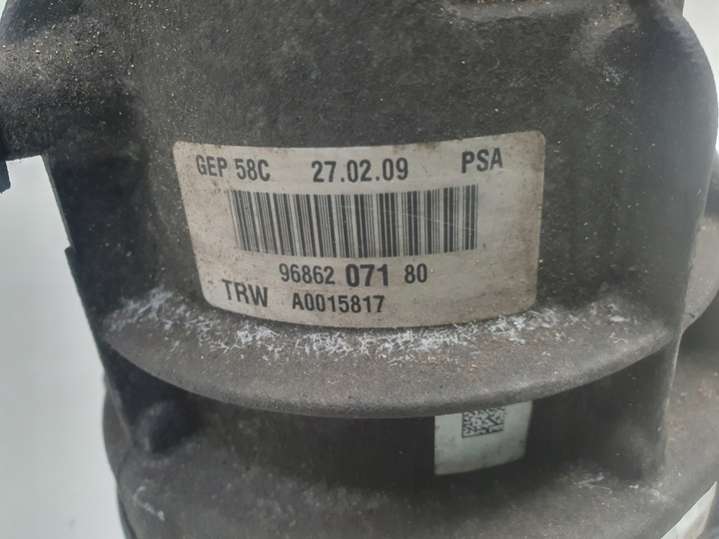 GEP 58C 27.02.09 PSA
96862 071 80
TRW A0015817